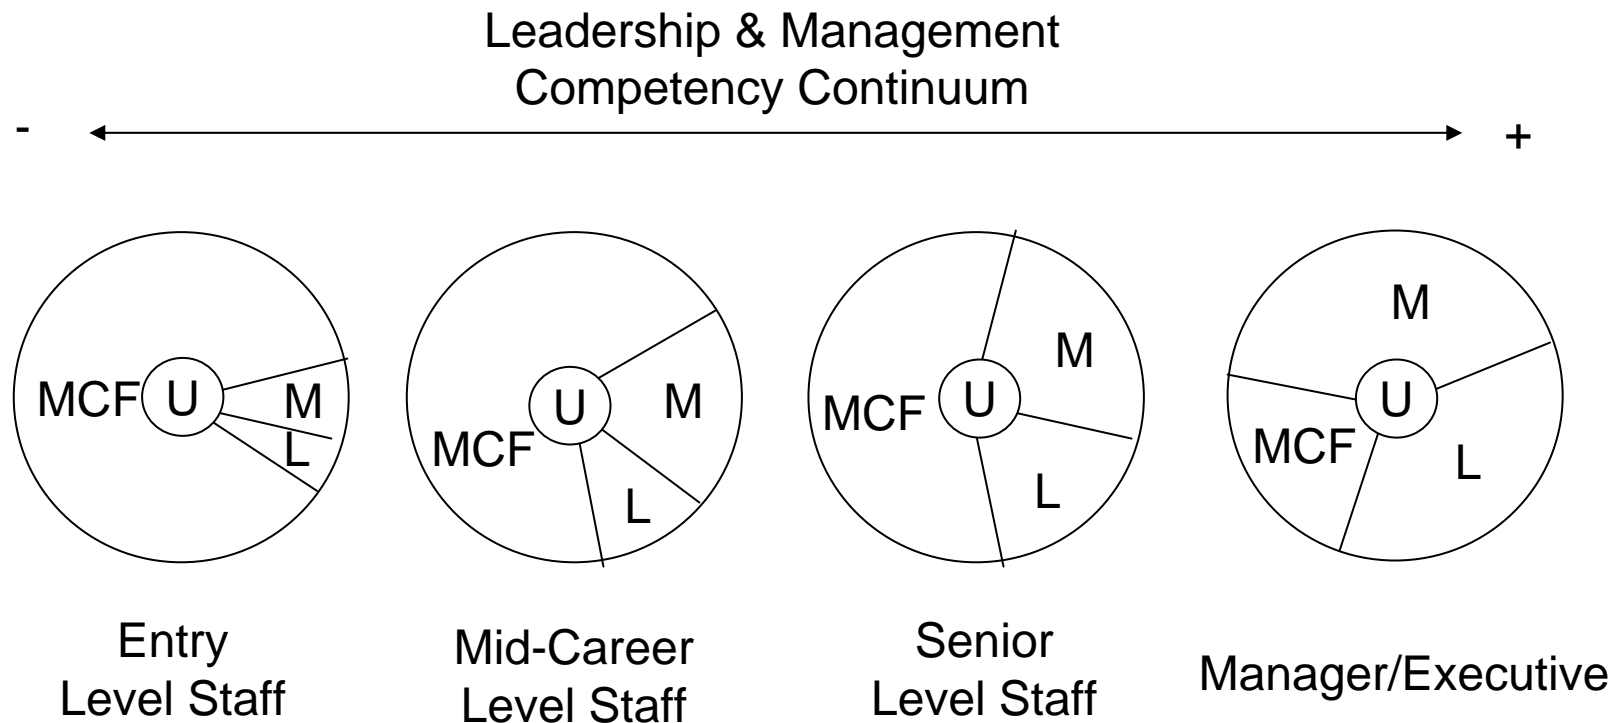 Leadership & Management
Competency Continuum
-
+
MCF
U
M
L
MCF
U
M
L
MCF
U
M
L
MCF
U
M
L
Entry
Level Staff
Mid-Career
Level Staff
Senior
Level Staff
Manager/Executive